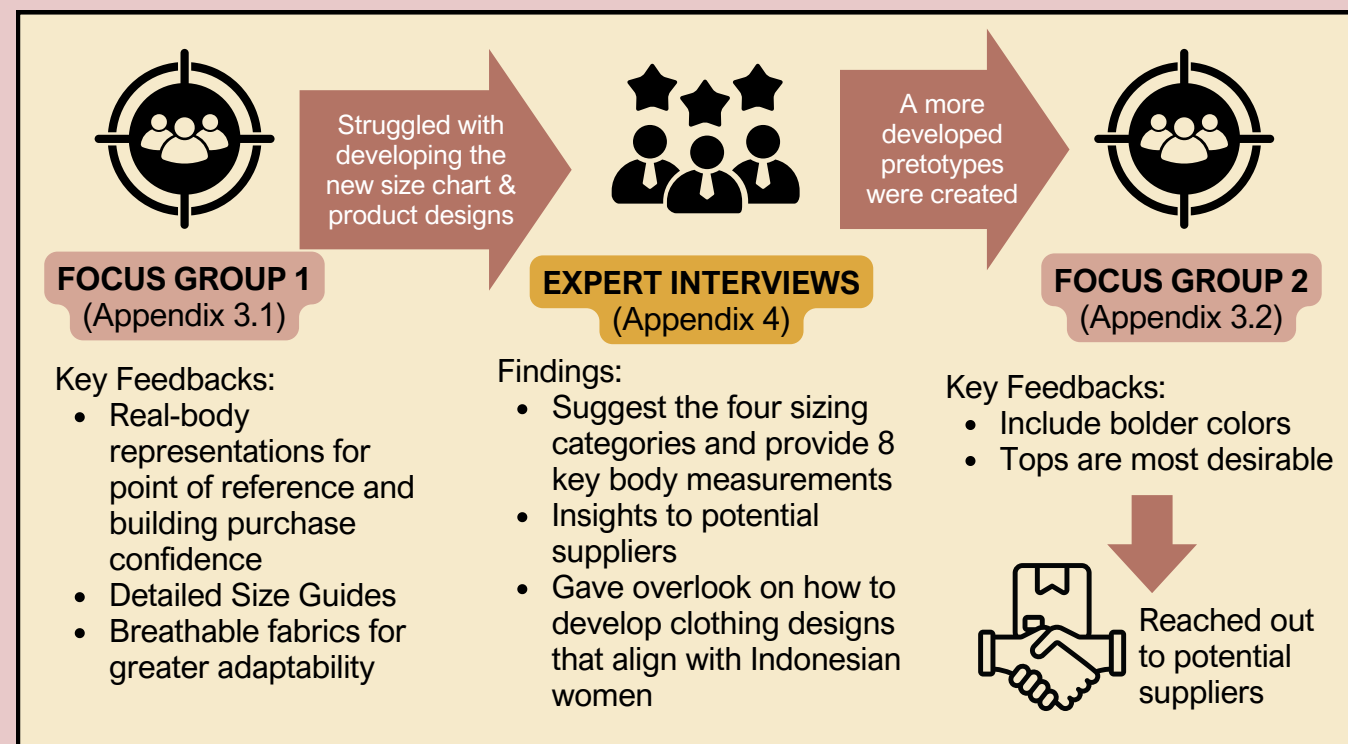 FOCUS GROUP 1
(Appendix 3.1)
Key Feedbacks:
• Real-body
representations for
point of reference and
building purchase
confidence
• Detailed Size Guides
• Breathable fabrics for
greater adaptability
Struggled with
developing the
new size chart &
product designs
EXPERT INTERVIEWS
(Appendix 4)
Findings:
• Suggest the four sizing
categories and provide 8
key body measurements
• Insights to potential
suppliers
• Gave overlook on how to
develop clothing designs
that align with Indonesian
women
A more
developed
pretotypes
were created
FOCUS GROUP 2
(Appendix 3.2)
Key Feedbacks:
• Include bolder colors
• Tops are most desirable
Reached out
to potential
suppliers